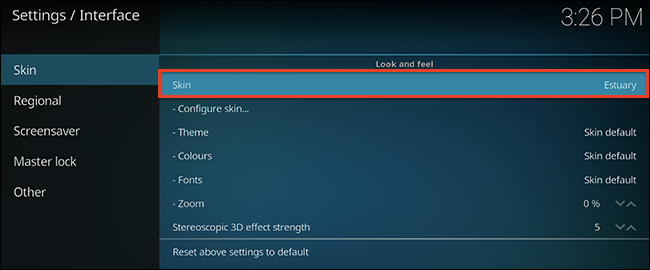 Settings / Interface 3:26 PM
Look and feel
Skin
Regional
Screensaver
Master lock
Other
Skin Estuary
- Configure skin...
- Theme Skin default
- Colours Skin default
- Fonts Skin default
- Zoom 0 %
Stereoscopic 3D effect strength 5
Reset above settings to default